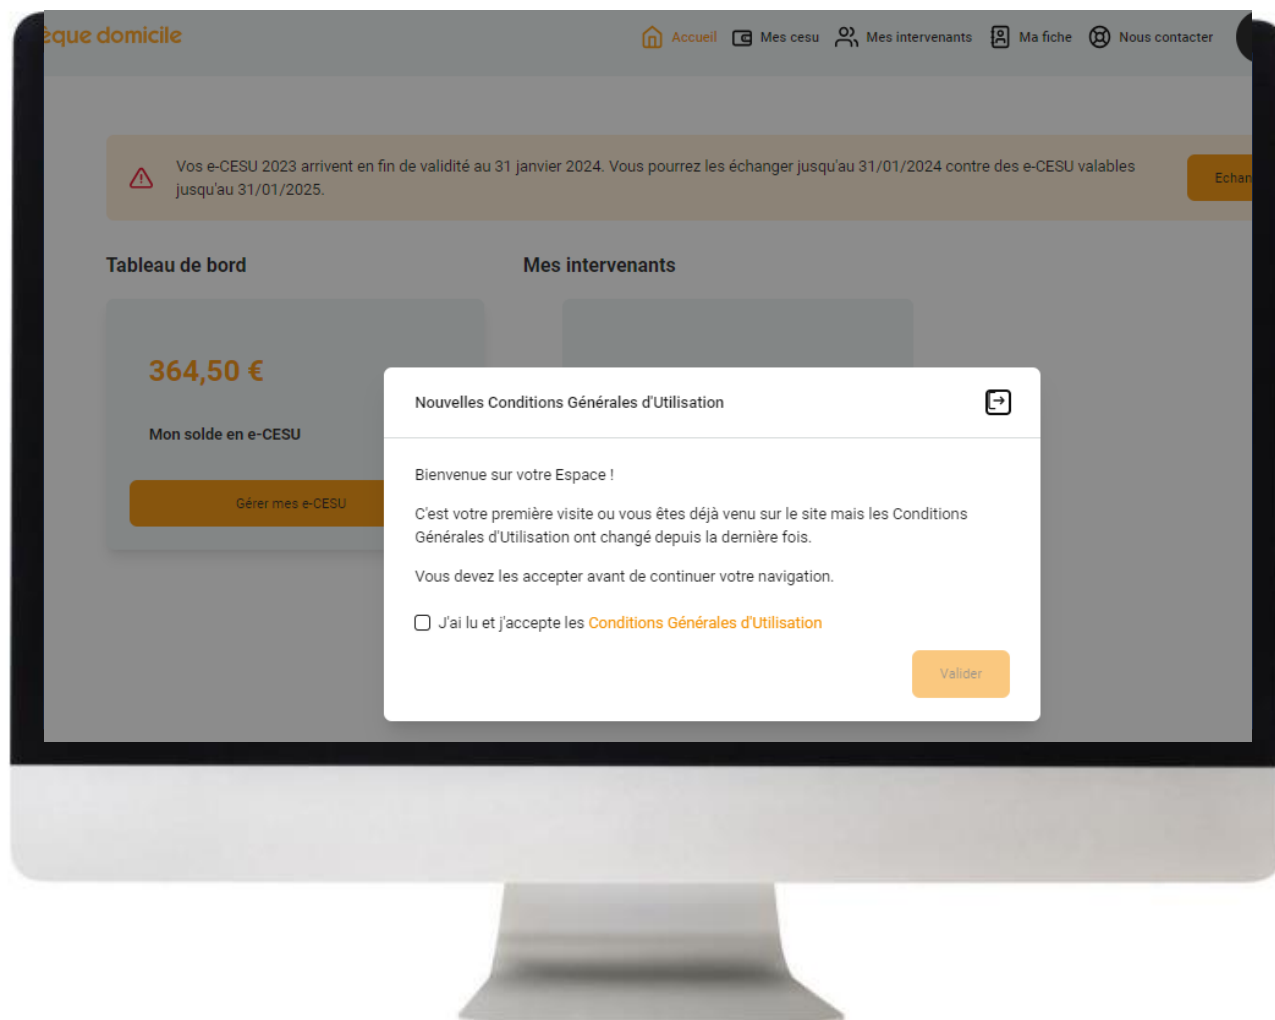 èque domicile
Accueil
Mes cesu
Mes intervenants
Ma fiche
Nous contacter
Vos e-CESU 2023 arrivent en fin de validité au 31 janvier 2024. Vous pourrez les échanger jusqu'au 31/01/2024 contre des e-CESU valables
jusqu'au 31/01/2025.
Echan
Tableau de bord
Mes intervenants
364,50 €
Mon solde en e-CESU
Gérer mes e-CESU
Nouvelles Conditions Générales d'Utilisation
Bienvenue sur votre Espace !
C'est votre première visite ou vous êtes déjà venu sur le site mais les Conditions
Générales d'Utilisation ont changé depuis la dernière fois.
Vous devez les accepter avant de continuer votre navigation.
J'ai lu et j'accepte les Conditions Générales d'Utilisation
Valider